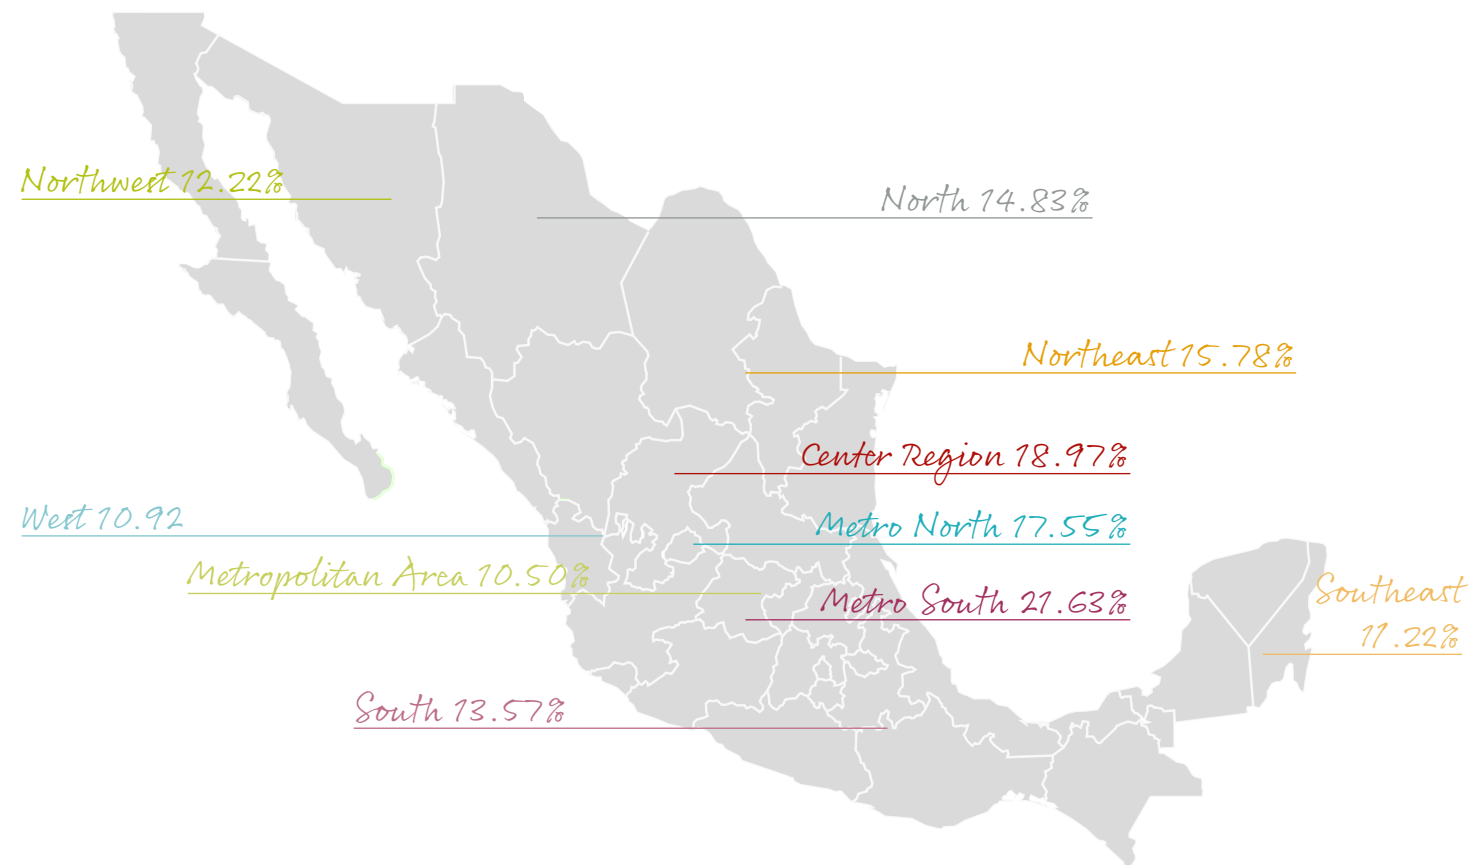 Northwest 12.22%
North 14.83%
Northeast 15.78%
Center Region 18.97%
West 10.92
Metro North 17.55%
Metropolitan Area 10.50%
Metro South 21.63%
Southeast
11.22%
South 13.57%